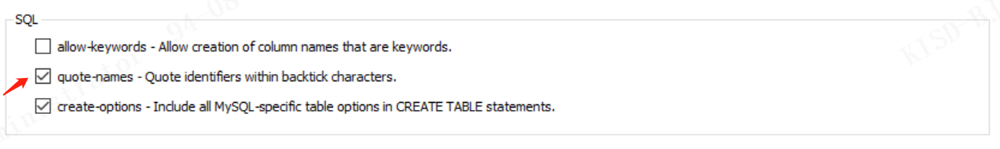 SQL
allow-keywords - Allow creation of column names that are keywords.
quote-names - Quote identifiers within backtick characters.
create-options - Include all MySQL-specific table options in CREATE TABLE statements.